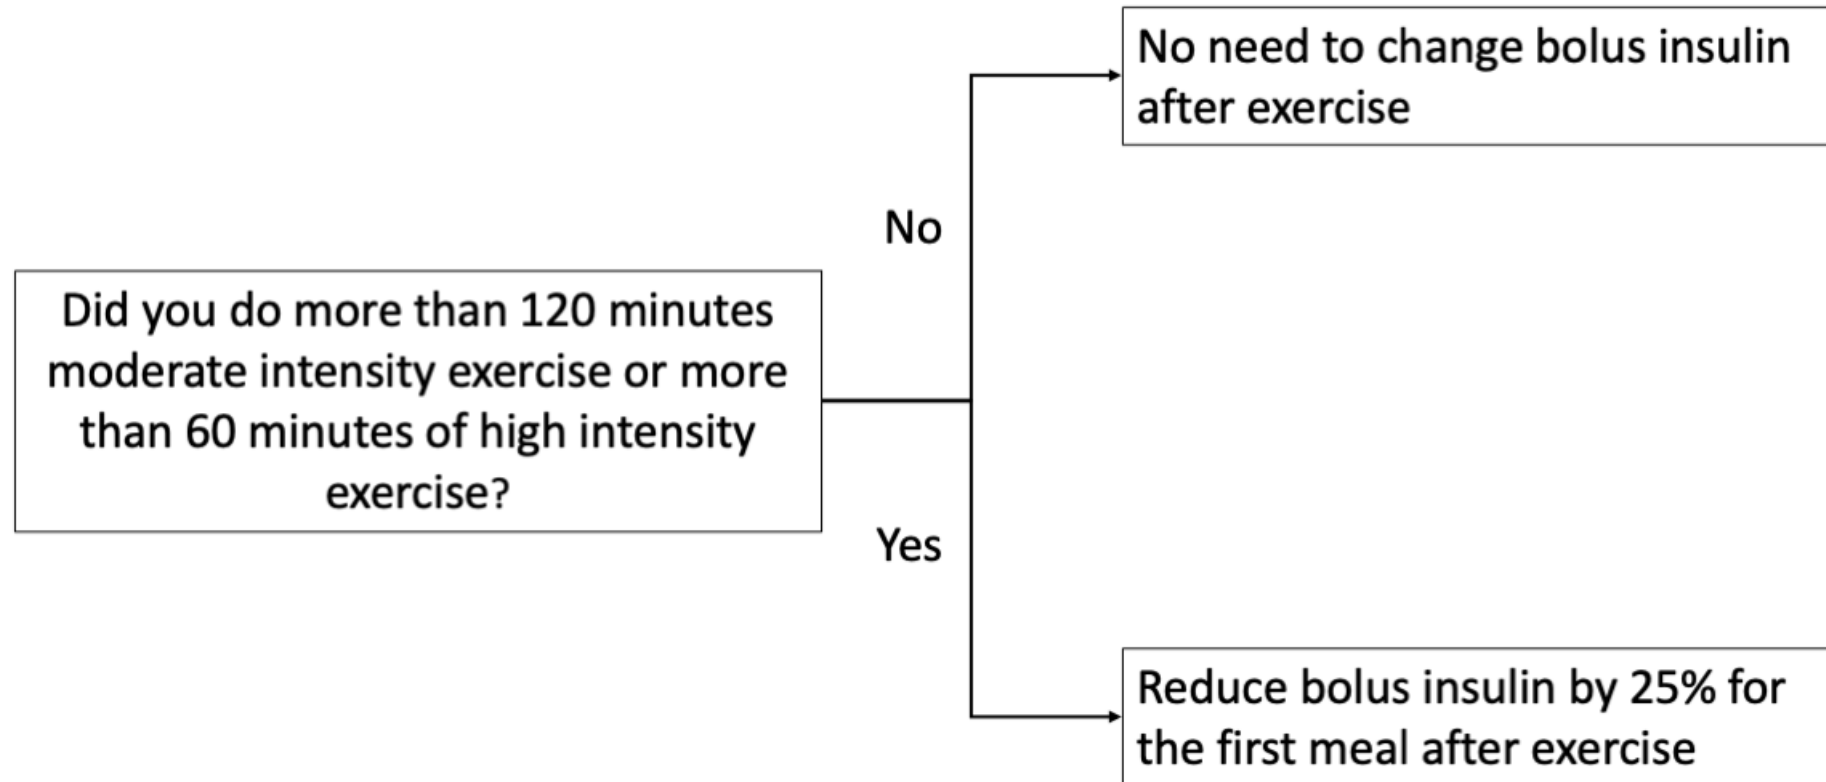 Did you do more than 120 minutes
moderate intensity exercise or more
than 60 minutes of high intensity
exercise?
No
No need to change bolus insulin
after exercise
Yes
Reduce bolus insulin by 25% for
the first meal after exercise